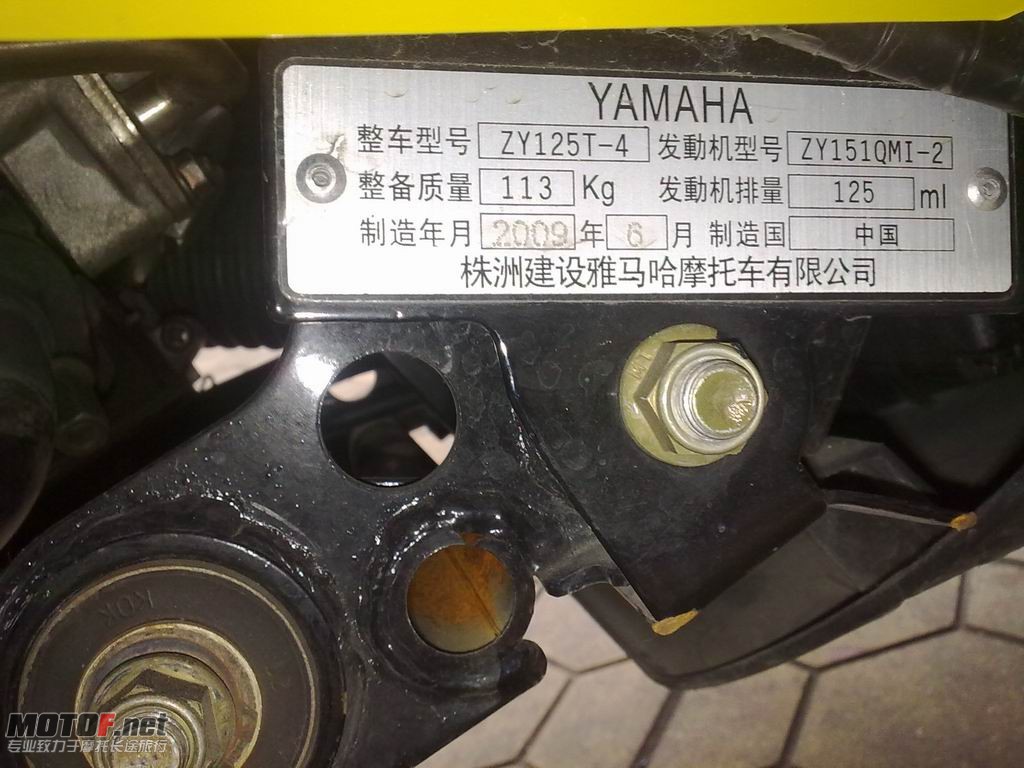 YAMAHA
整车型号 ZY125T-4 发動机型号 ZY151QMI-2
整备质量 113 Kg 发動机排量 125 ml
制造年月 2009 年 6 月 制造国 中国
株洲建设雅马哈摩托车有限公司
KDK
MOTOF.net
专业致力于摩托长途旅行